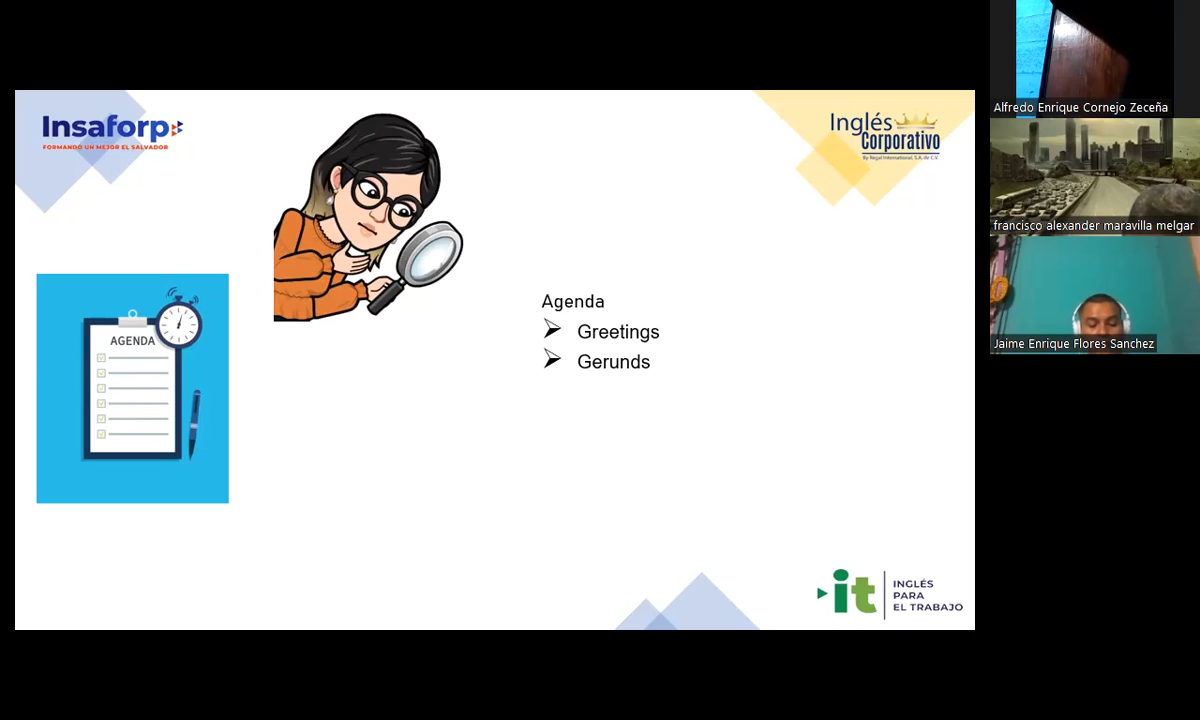 Insaforp
FORMANDO UN MEJOR EL SALVADOR
Inglés
Corporativo
By Regal International, S.A. de C.V.
AGENDA
Agenda
Greetings
Gerunds
it
INGLÉS
PARA
EL TRABAJO
Alfredo Enrique Cornejo Zeceña
francisco alexander maravilla melgar
Jaime Enrique Flores Sanchez